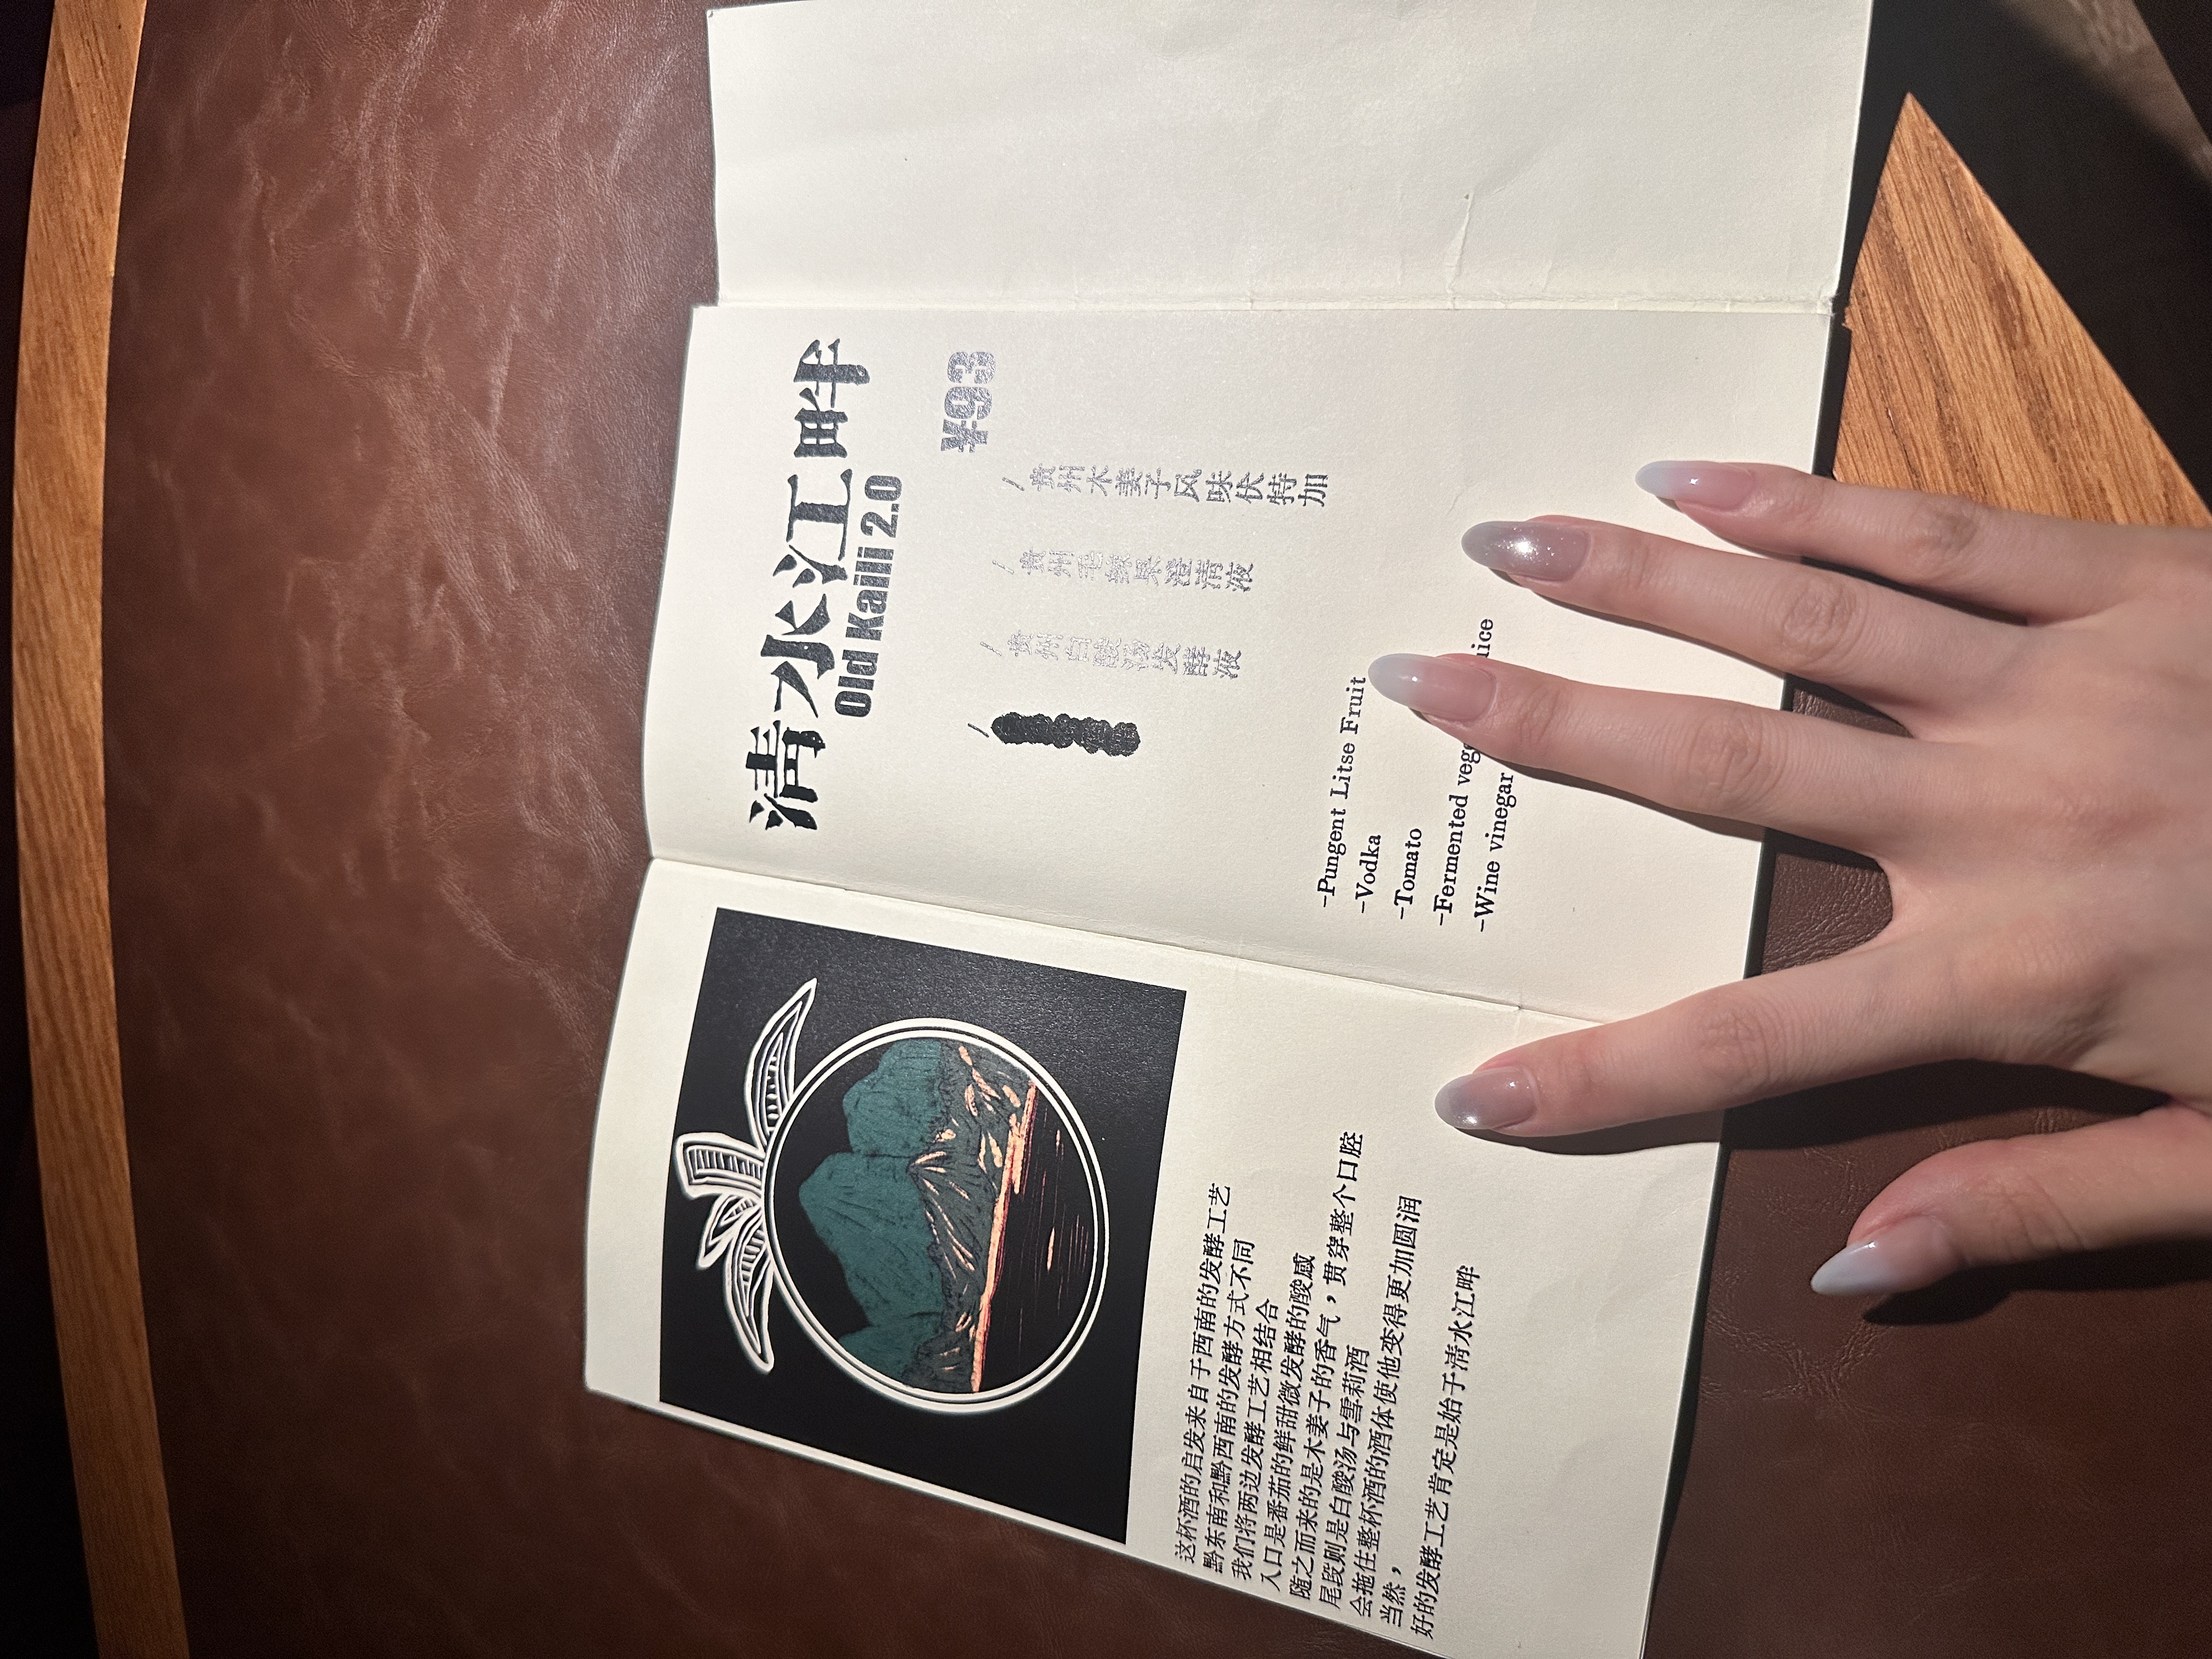 清水江畔
Old Kaili 2.0
¥93
/贵州木姜子风味伏特加
/贵州毛辣果澄清液
/贵州白酸汤发酵液
/
-Pungent Litse Fruit
-Vodka
-Tomato
-Fermented
-Wine vinegar
这杯酒的启发来自于西南的发酵工艺
黔东南和黔西南的发酵方式不同
我们将两边发酵工艺相结合
入口是番茄的鲜甜微发酵的酸感
随之而来的是木姜子的香气，贯穿整个口腔
尾段则是白酸汤与雪莉酒
会拖住整杯酒的酒体使他变得更加圆润
当然，
好的发酵工艺肯定是始于清水江畔